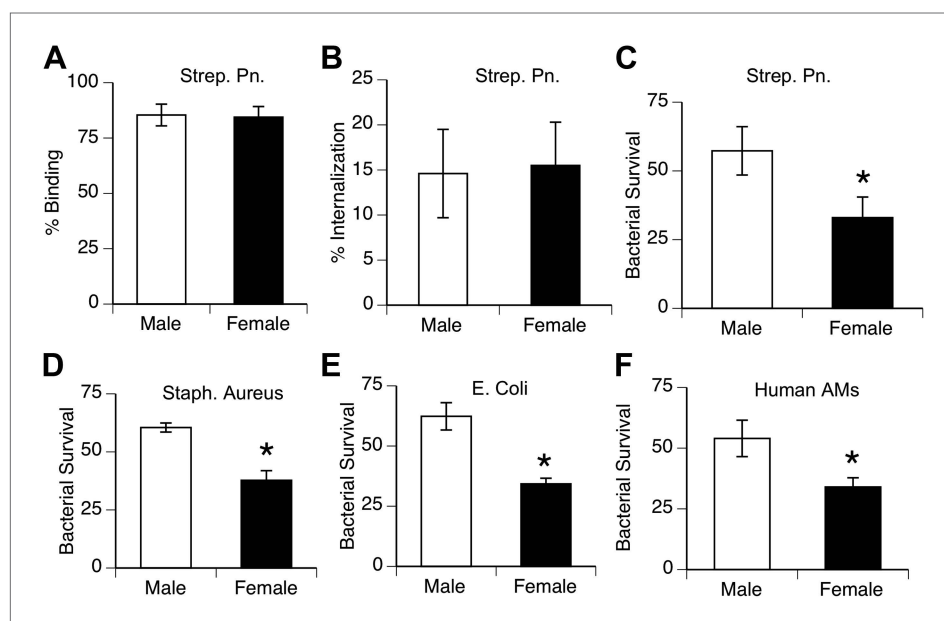 A
Strep. Pn.
% Binding
100
75
50
25
0
Male Female
B
Strep. Pn.
% Internalization
25
20
15
10
5
0
Male Female
C
Strep. Pn.
Bacterial Survival
75
50
25
0
*
Male Female
D
Staph. Aureus
Bacterial Survival
75
50
25
0
*
Male Female
E
E. Coli
Bacterial Survival
75
50
25
0
*
Male Female
F
Human AMs
Bacterial Survival
75
50
25
0
*
Male Female